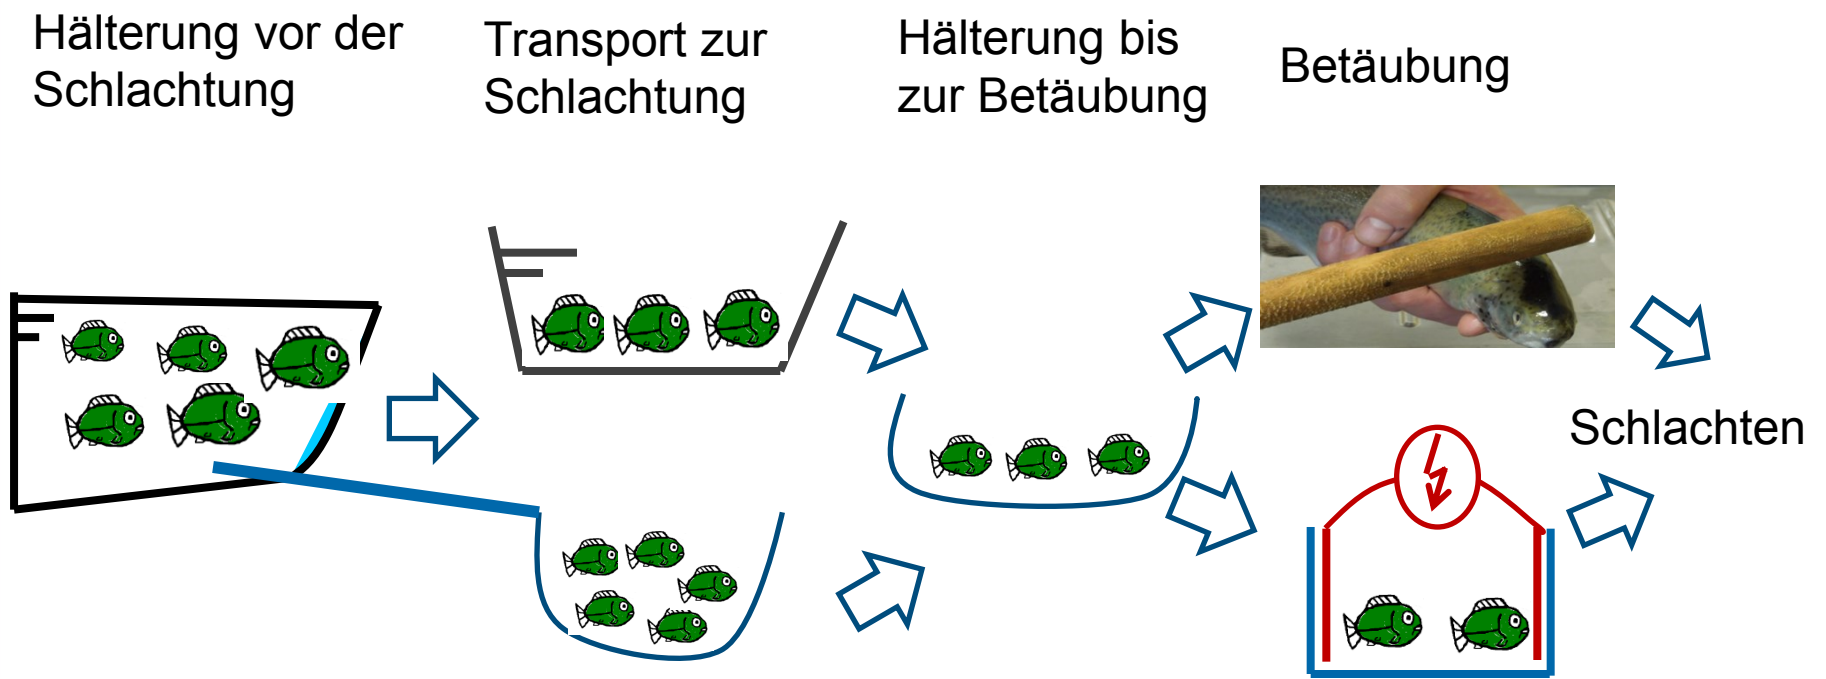 Hälterung vor der
Schlachtung
Transport zur
Schlachtung
Hälterung bis
zur Betäubung
Betäubung
Schlachten